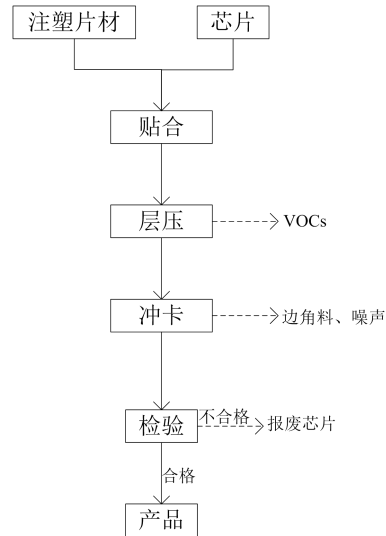 注塑片材
芯片
贴合
层压
VOCs
冲卡
边角料、噪声
检验
不合格
报废芯片
合格
产品